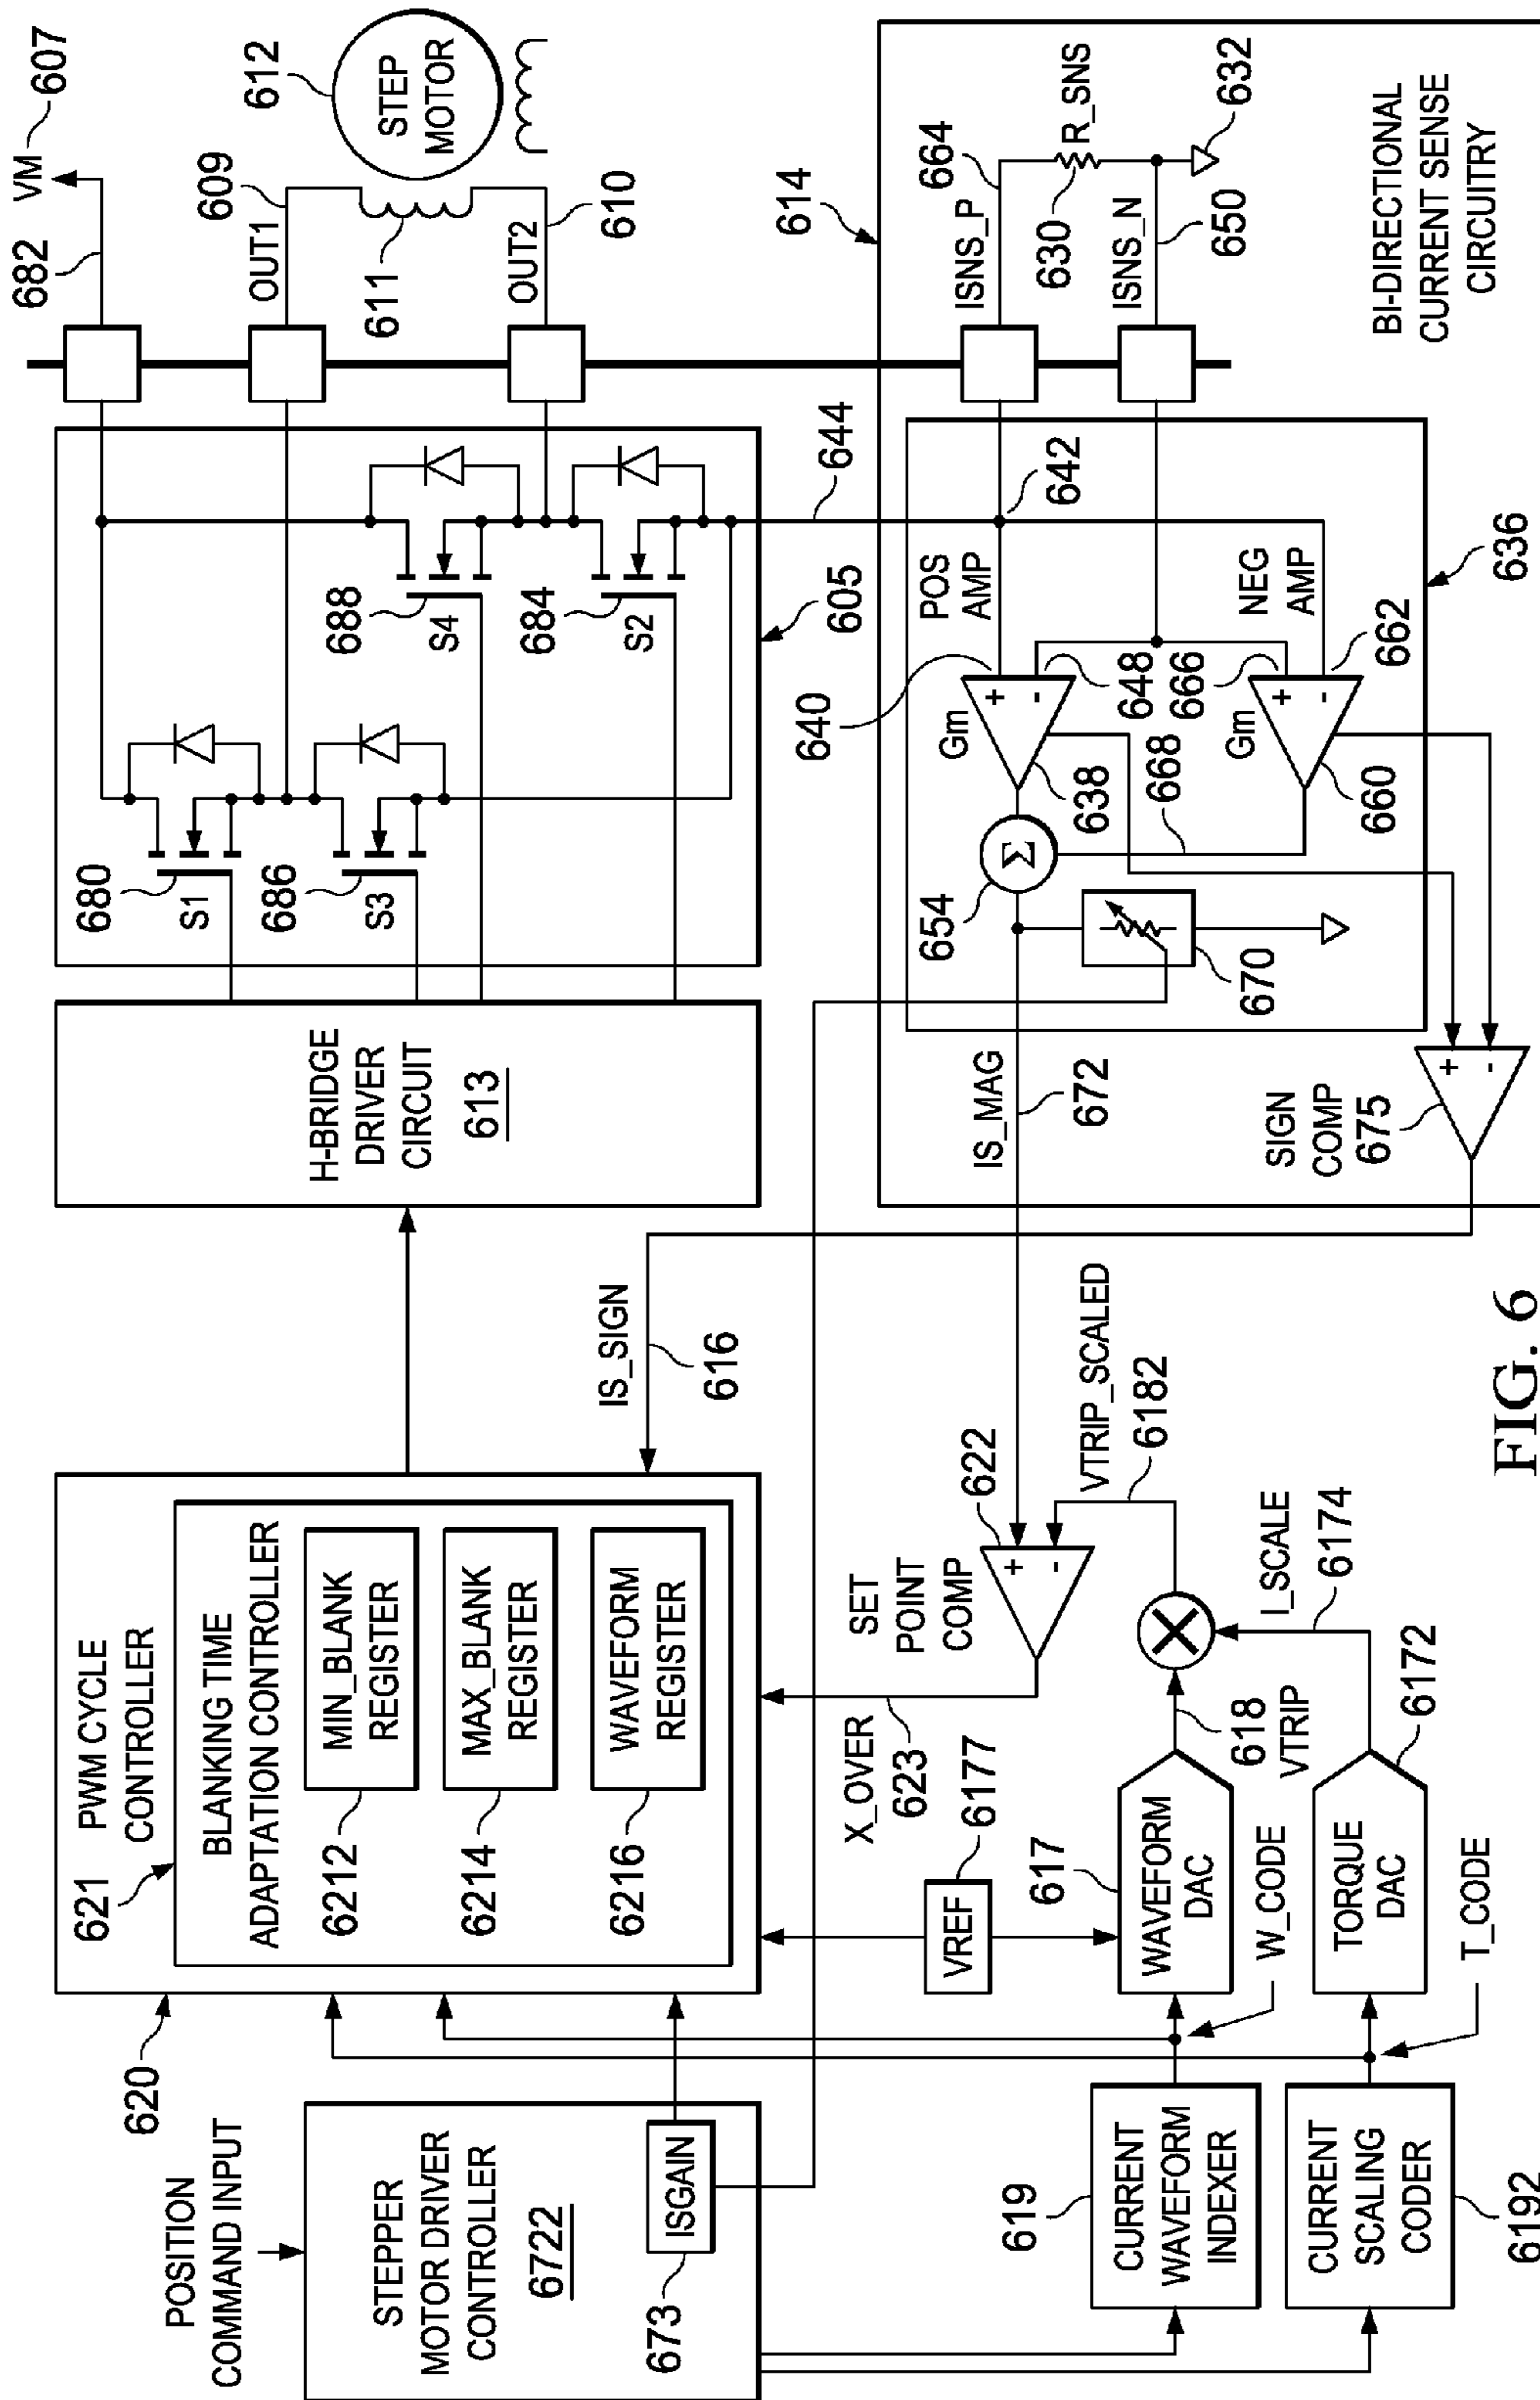 VM
607
682
609
OUT1
612
STEP
MOTOR
611
OUT2
610
680
S1
686
S3
688
S4
684
S2
605
644
H-BRIDGE
DRIVER
CIRCUIT
613
PWM CYCLE
CONTROLLER
621
BLANKING TIME
ADAPTATION CONTROLLER
MIN_BLANK
REGISTER
6212
MAX_BLANK
REGISTER
6214
WAVEFORM
REGISTER
6216
620
POSITION
COMMAND INPUT
STEPPER
MOTOR DRIVER
CONTROLLER
6722
ISGAIN
673
IS_SIGN
616
614
ISNS_P
664
R_SNS
630
ISNS_N
650
632
BI-DIRECTIONAL
CURRENT SENSE
CIRCUITRY
642
POS
AMP
NEG
AMP
640
Gm
+
-
638
648
666
Gm
+
-
662
660
668
636
Σ
654
670
IS_MAG
672
SIGN
COMP
675
+
-
SET
POINT
COMP
622
+
-
X_OVER
623
VTRIP_SCALED
6182
I_SCALE
6174
VREF
6177
617
WAVEFORM
DAC
618
VTRIP
W_CODE
TORQUE
DAC
6172
T_CODE
619
CURRENT
WAVEFORM
INDEXER
CURRENT
SCALING
CODER
6192
FIG. 6